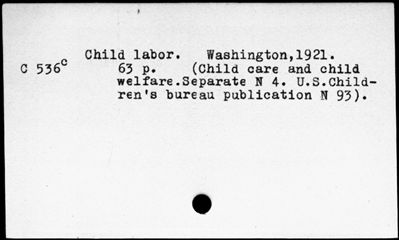 Child labor. Washington,1921.
C 536c
63 p. (Child care and child
welfare.Separate N 4. U.S.Child-
ren's bureau publication N 93).